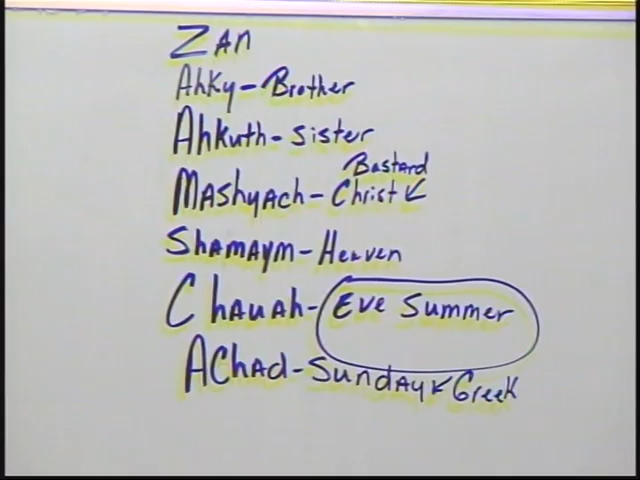 Zan
Ahky - Brother
Ahkuth - Sister
Bastard
Mashyach - Christ
Shamaym - Heaven
Chauah - Eve Summer
AChad - Sunday Greek